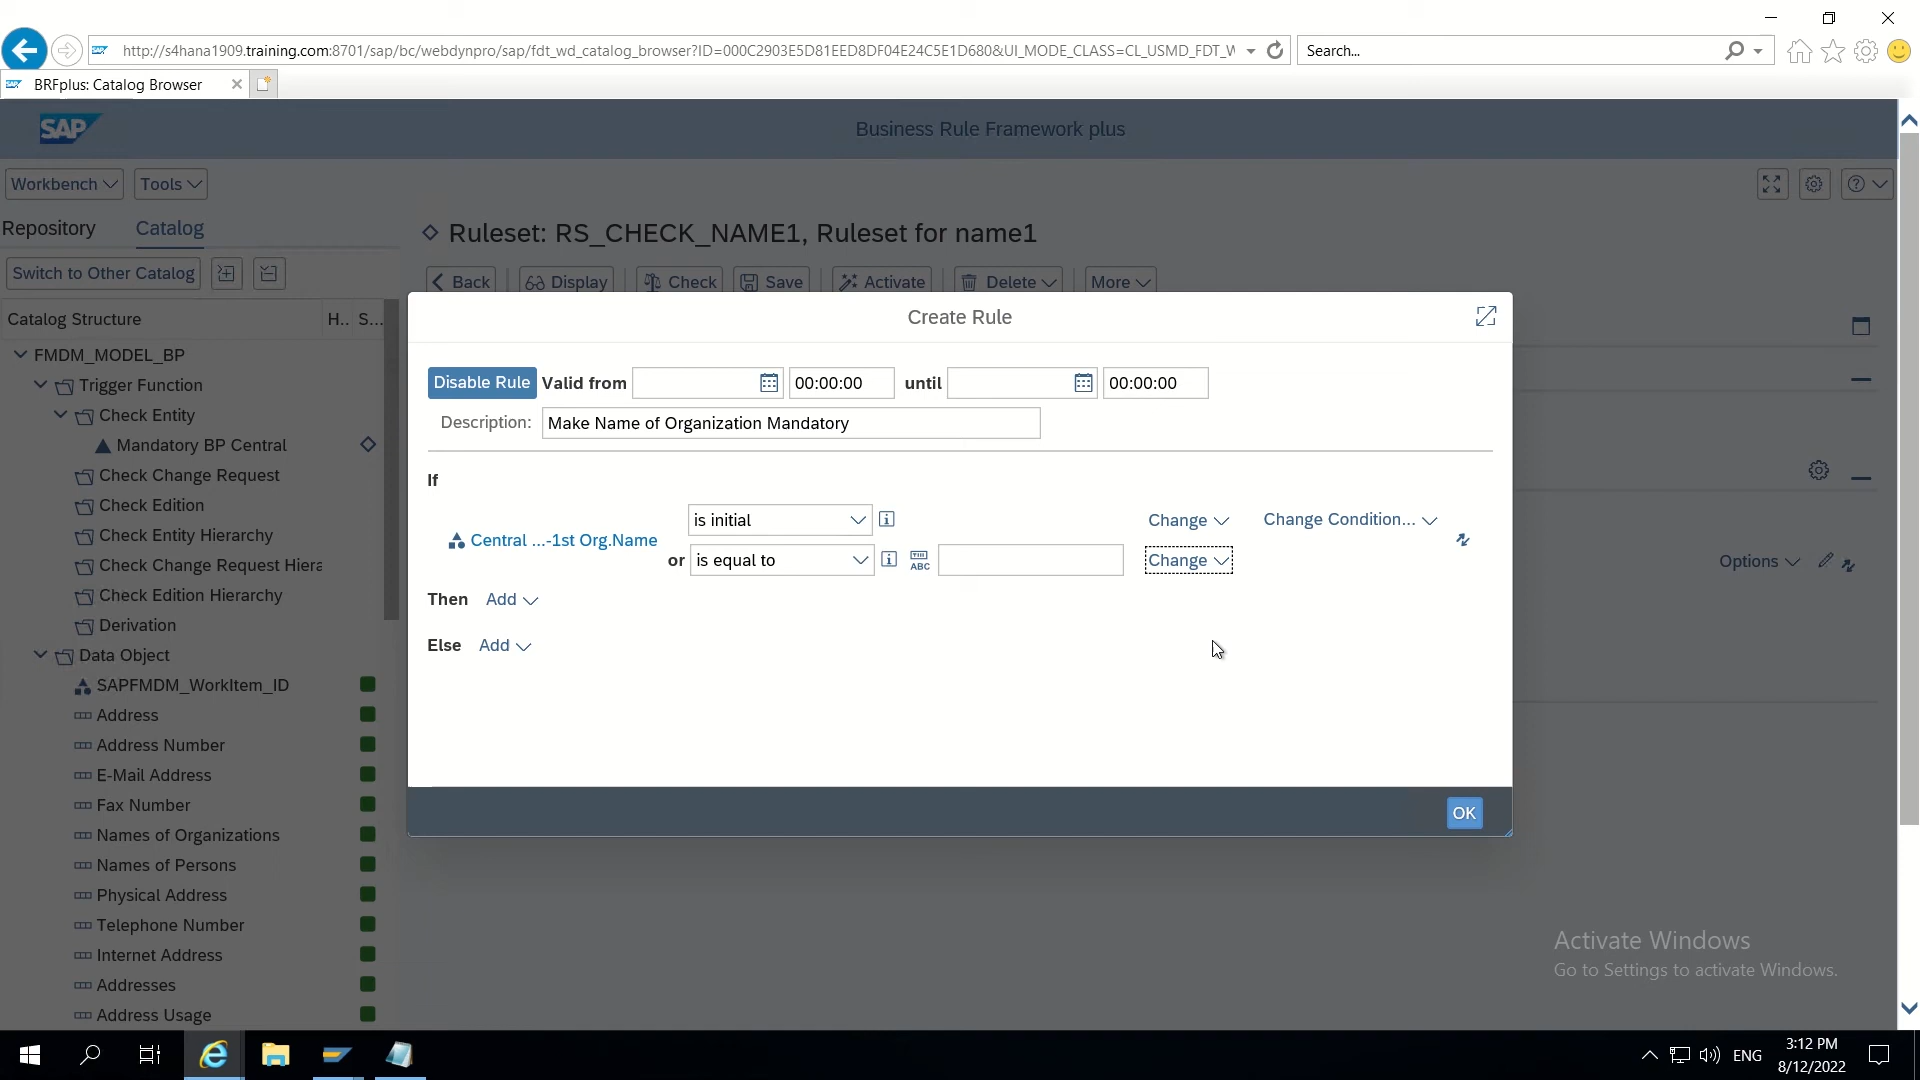 http://s4hana1909.training.com:8701/sap/bc/webdynpro/sap/fdt_wd_catalog_browser?ID=000C2903E5D81EED8DF04E24C5E1D680&UI_MODE_CLASS=CL_USMD_FDT_W
Search...
BRFplus: Catalog Browser
SAP
Business Rule Framework plus
Workbench
Tools
Repository
Catalog
Ruleset: RS_CHECK_NAME1, Ruleset for name1
Switch to Other Catalog
Back
Display
Check
Save
Activate
Delete
More
Catalog Structure
H..
S...
FMDM_MODEL_BP
Trigger Function
Check Entity
Mandatory BP Central
Check Change Request
Check Edition
Check Entity Hierarchy
Check Change Request Hiera
Check Edition Hierarchy
Derivation
Data Object
SAPFMDM_WorkItem_ID
Address
Address Number
E-Mail Address
Fax Number
Names of Organizations
Names of Persons
Physical Address
Telephone Number
Internet Address
Addresses
Address Usage
Create Rule
Disable Rule
Valid from
00:00:00
until
00:00:00
Description:
Make Name of Organization Mandatory
If
is initial
Change
Change Condition...
Central ...-1st Org.Name
or
is equal to
ABC
Change
Then
Add
Else
Add
OK
Options
Activate Windows
Go to Settings to activate Windows.
ENG
3:12 PM
8/12/2022